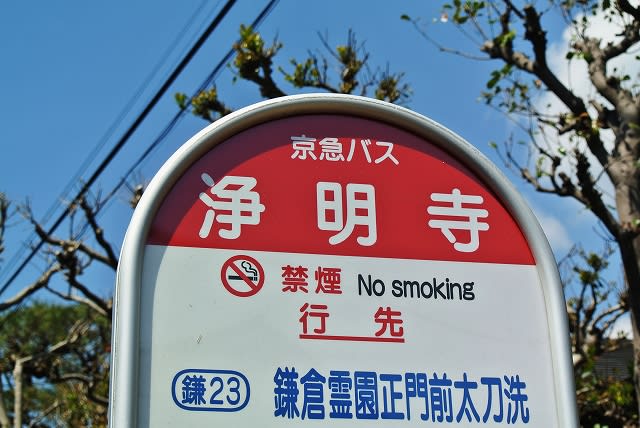 京急バス
浄明寺
禁煙 No smoking
行先
鎌23 鎌倉霊園正門前太刀洗